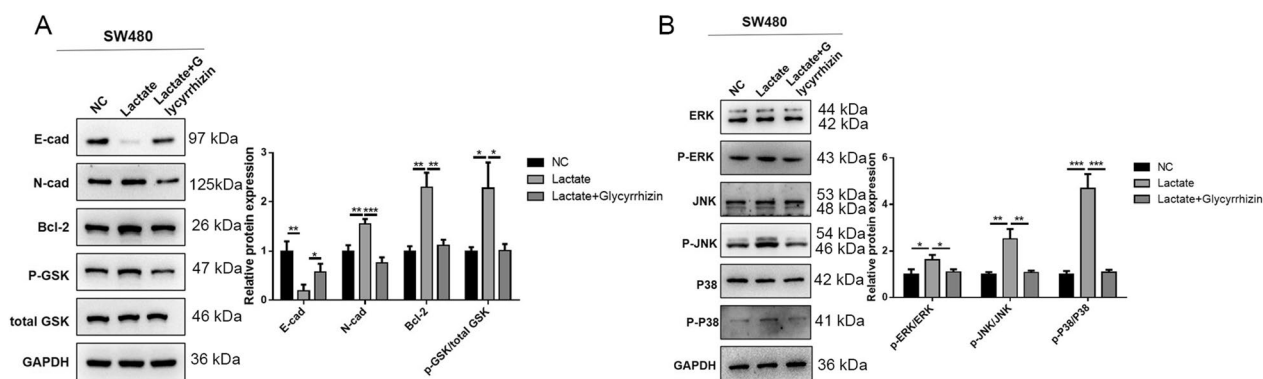 A
SW480
NC
Lactate
Lactate+G
lycyrrhizin
E-cad
97 kDa
N-cad
125kDa
Bcl-2
26 kDa
P-GSK
47 kDa
total GSK
46 kDa
GAPDH
36 kDa
Relative protein expression
3
2
1
0
** * ** *** ** ** * *
E-cad
N-cad
Bcl-2
p-GSK/total GSK
NC
Lactate
Lactate+Glycyrrhizin
B
SW480
NC
Lactate
Lactate+G
lycyrrhizin
ERK
44 kDa
42 kDa
P-ERK
43 kDa
JNK
53 kDa
48 kDa
P-JNK
54 kDa
46 kDa
P38
42 kDa
P-P38
41 kDa
GAPDH
36 kDa
Relative protein expression
6
4
2
0
* * ** ** *** ***
p-ERK/ERK
p-JNK/JNK
p-P38/P38
NC
Lactate
Lactate+Glycyrrhizin